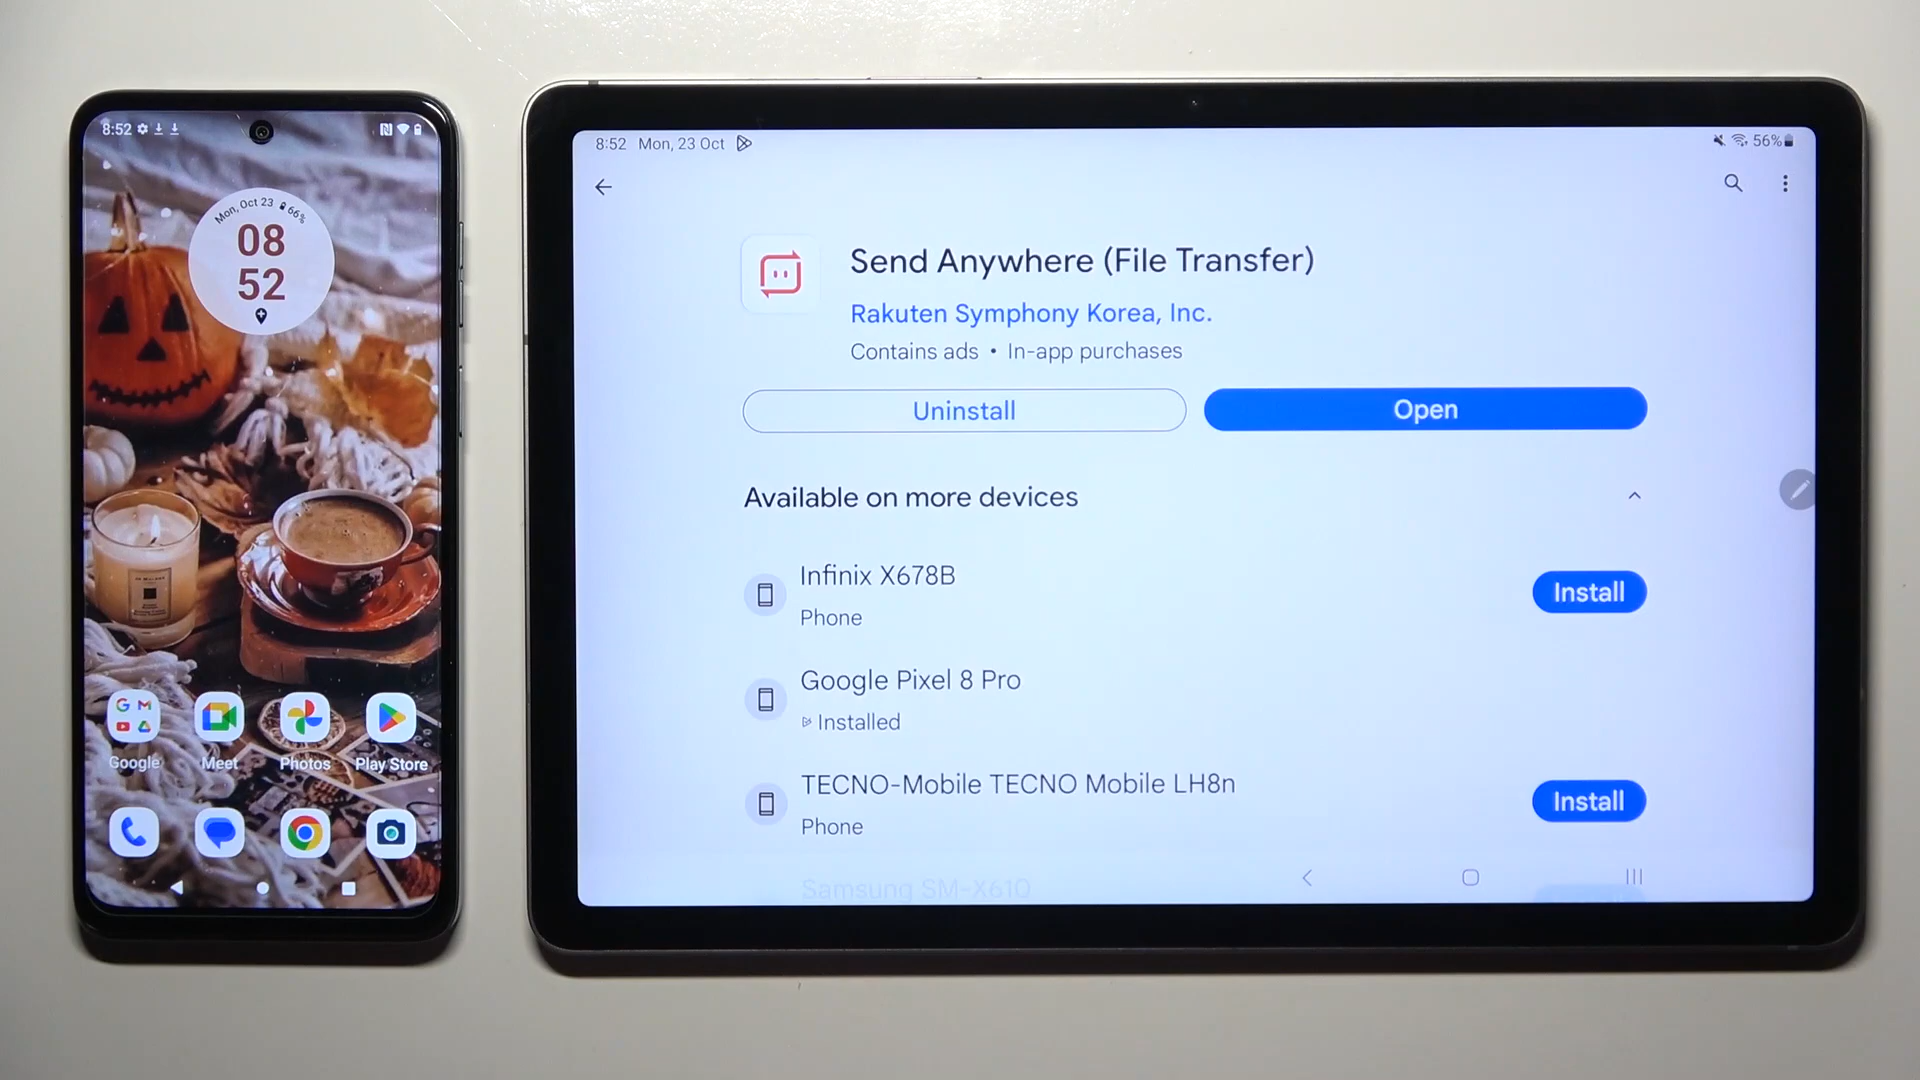 8:52
Mon, Oct 23 66%
08
52
Google
Meet
Photos
Play Store
8:52 Mon, 23 Oct
56%
Send Anywhere (File Transfer)
Rakuten Symphony Korea, Inc.
Contains ads • In-app purchases
Uninstall
Open
Available on more devices
Infinix X678B
Phone
Install
Google Pixel 8 Pro
Installed
TECNO-Mobile TECNO Mobile LH8n
Phone
Install
Samsung SM-X610